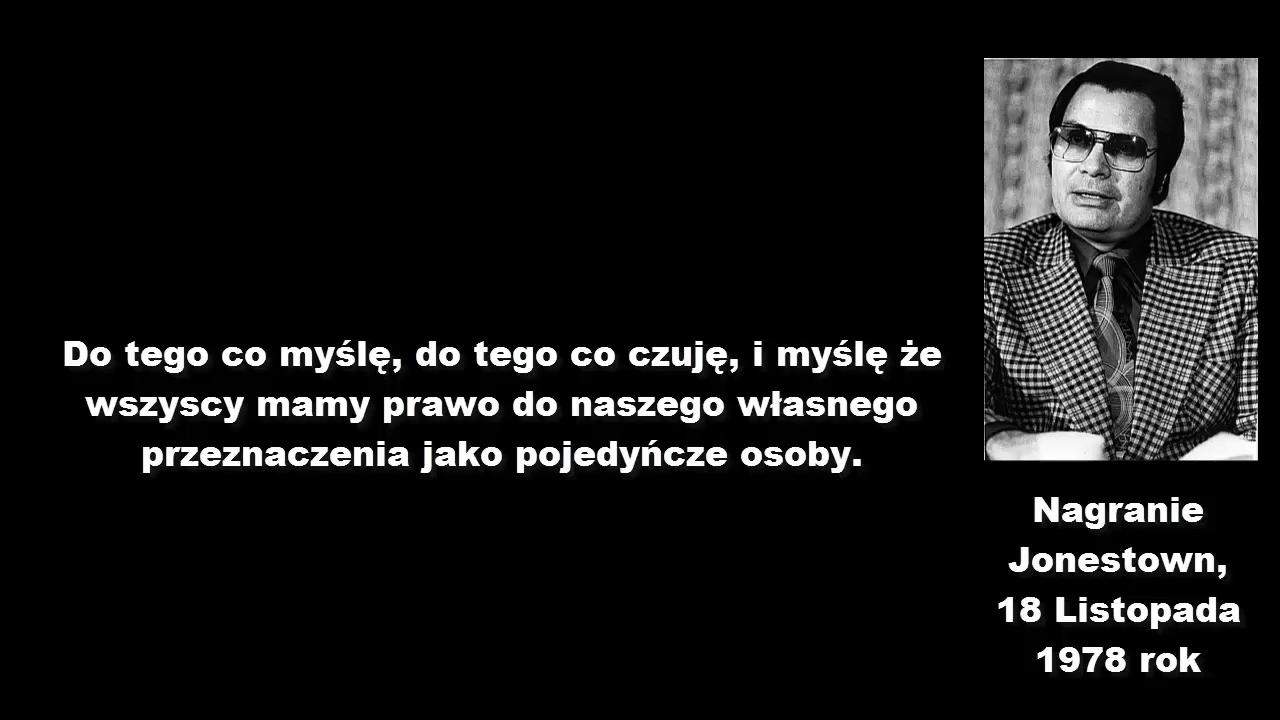 Do tego co myślę, do tego co czuję, i myślę że
wszyscy mamy prawo do naszego własnego
przeznaczenia jako pojedyńcze osoby.
Nagranie
Jonestown,
18 Listopada
1978 rok